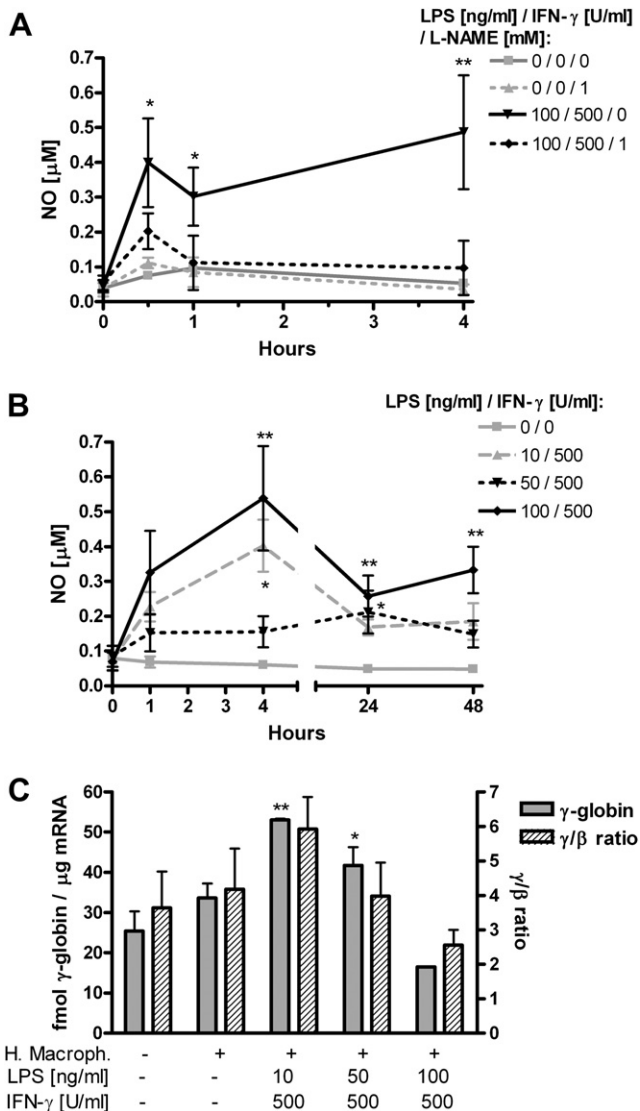 A
LPS [ng/ml] / IFN-γ [U/ml]
/ L-NAME [mM]:
0 / 0 / 0
0 / 0 / 1
100 / 500 / 0
100 / 500 / 1
NO [µM]
0.8
0.7
0.6
0.5
0.4
0.3
0.2
0.1
0.0
*
*
**
0 1 2 3 4
Hours
B
LPS [ng/ml] / IFN-γ [U/ml]:
0 / 0
10 / 500
50 / 500
100 / 500
NO [µM]
0.7
0.6
0.5
0.4
0.3
0.2
0.1
0.0
**
*
**
*
**
0 1 2 3 4 24 48
Hours
C
fmol γ-globin / µg mRNA
60
50
40
30
20
10
0
**
*
7
6
5
4
3
2
1
0
γ/β ratio
γ-globin
γ/β ratio
H. Macroph. - + + + +
LPS [ng/ml] - - 10 50 100
IFN-γ [U/ml] - - 500 500 500